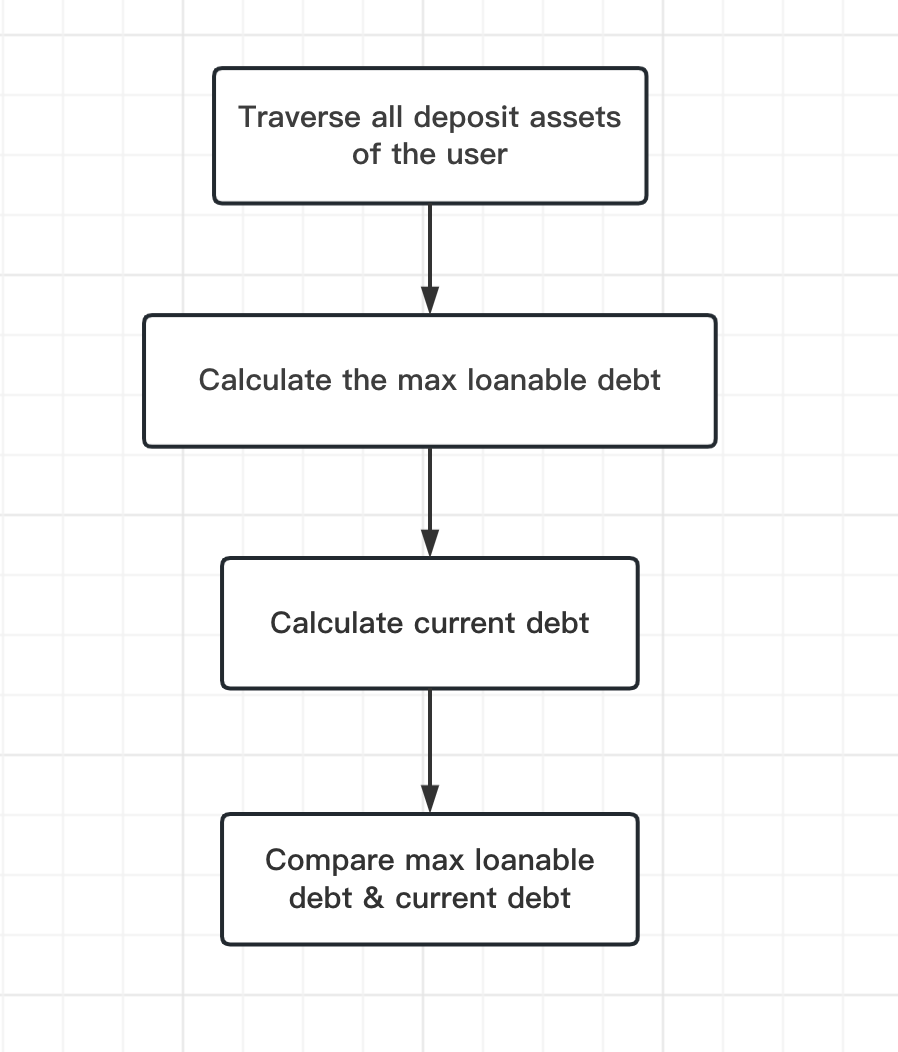 Traverse all deposit assets
of the user
Calculate the max loanable debt
Calculate current debt
Compare max loanable
debt & current debt